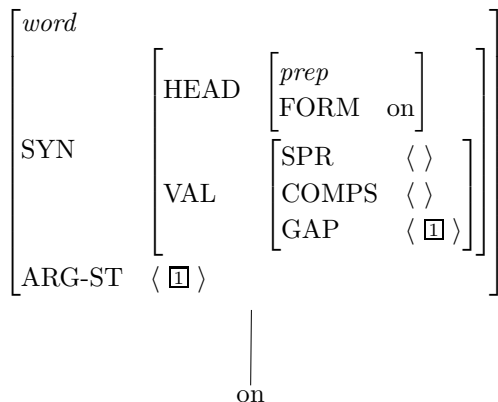 word
SYN HEAD prep
FORM on
VAL SPR ⟨ ⟩
COMPS ⟨ ⟩
GAP ⟨ 1 ⟩
ARG-ST ⟨ 1 ⟩
on